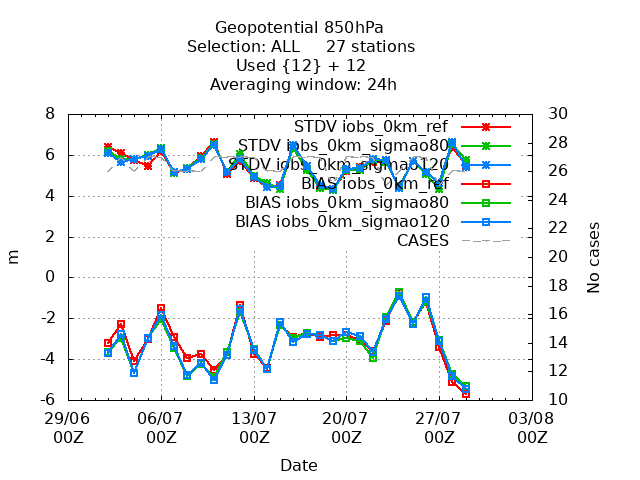 Geopotential 850hPa
Selection: ALL 27 stations
Used {12} + 12
Averaging window: 24h
STDV iobs_0km_ref
STDV iobs_0km_sigmao80
STDV iobs_0km_sigmao120
BIAS iobs_0km_ref
BIAS iobs_0km_sigmao80
BIAS iobs_0km_sigmao120
CASES
8
6
4
2
0
-2
-4
-6
m
30
28
26
24
22
20
18
16
14
12
10
No cases
29/06 06/07 13/07 20/07 27/07 03/08
00Z 00Z 00Z 00Z 00Z 00Z
Date